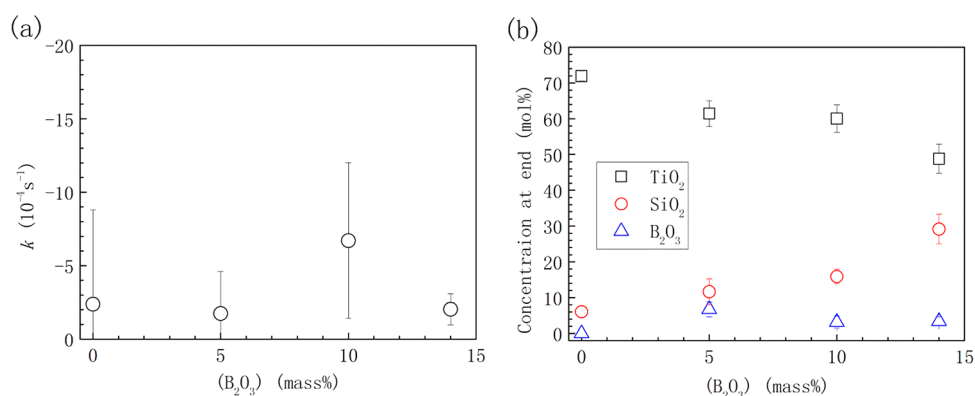 (a)
-20
-15
-10
-5
0
k (10⁻⁴s⁻¹)
0 5 10 15
(B₂O₃) (mass%)
(b)
80
70
60
50
40
30
20
10
0
Concentraion at end (mol%)
TiO₂
SiO₂
B₂O₃
0 5 10 15
(B₂O₃) (mass%)